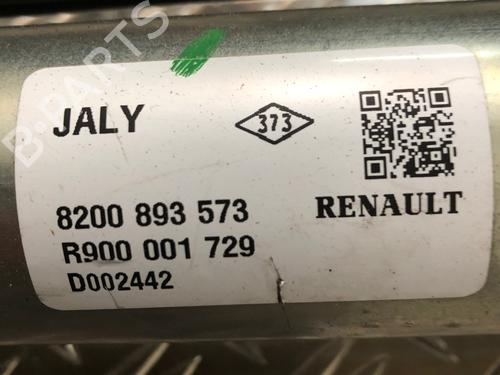 B-PARTS
JALY
373
8200 893 573
RENAULT
R900 001 729
D002442